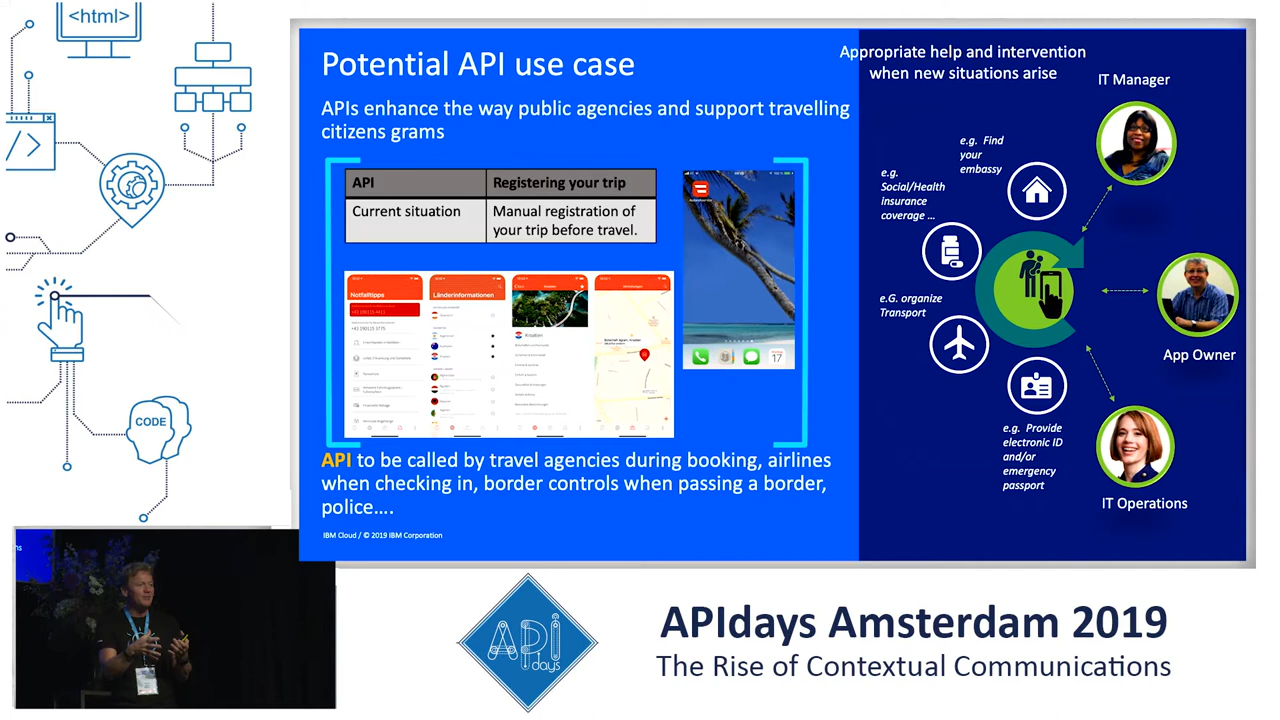 <html>
</>
CODE
Potential API use case
APIs enhance the way public agencies and support travelling
citizens grams
API
Registering your trip
Current situation
Manual registration of
your trip before travel.
Notfalltipps
Länderinformationen
Kroatien
17
API to be called by travel agencies during booking, airlines
when checking in, border controls when passing a border,
police....
IBM Cloud / © 2019 IBM Corporation
Appropriate help and intervention
when new situations arise
IT Manager
e.g. Find
your
embassy
e.g.
Social/Health
insurance
coverage ...
e.G. organize
Transport
App Owner
e.g. Provide
electronic ID
and/or
emergency
passport
IT Operations
API
days
APIdays Amsterdam 2019
The Rise of Contextual Communications